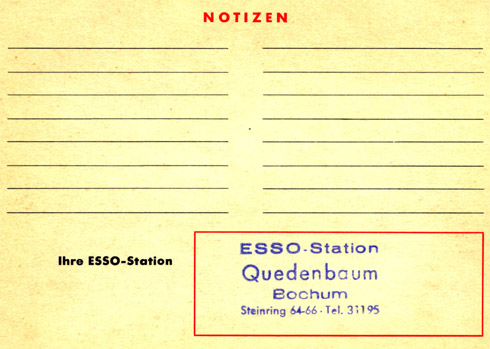 NOTIZEN
Ihre ESSO-Station
ESSO-Station
Quedenbaum
Bochum
Steinring 64-66 · Tel. 31195